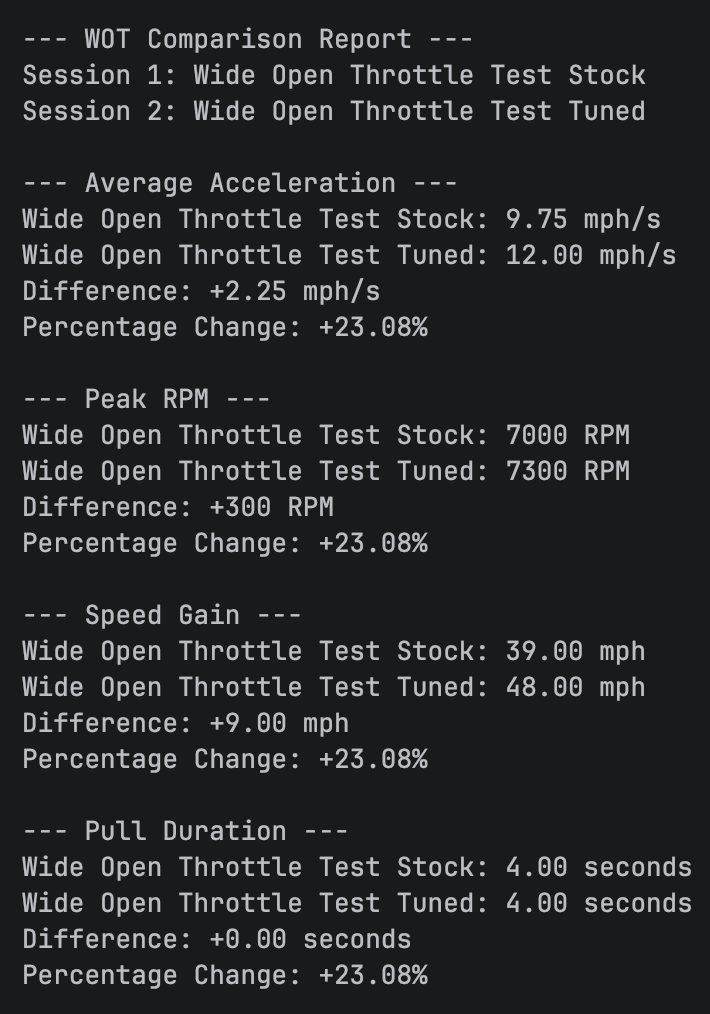 --- WOT Comparison Report ---
Session 1: Wide Open Throttle Test Stock
Session 2: Wide Open Throttle Test Tuned
--- Average Acceleration ---
Wide Open Throttle Test Stock: 9.75 mph/s
Wide Open Throttle Test Tuned: 12.00 mph/s
Difference: +2.25 mph/s
Percentage Change: +23.08%
--- Peak RPM ---
Wide Open Throttle Test Stock: 7000 RPM
Wide Open Throttle Test Tuned: 7300 RPM
Difference: +300 RPM
Percentage Change: +23.08%
--- Speed Gain ---
Wide Open Throttle Test Stock: 39.00 mph
Wide Open Throttle Test Tuned: 48.00 mph
Difference: +9.00 mph
Percentage Change: +23.08%
--- Pull Duration ---
Wide Open Throttle Test Stock: 4.00 seconds
Wide Open Throttle Test Tuned: 4.00 seconds
Difference: +0.00 seconds
Percentage Change: +23.08%